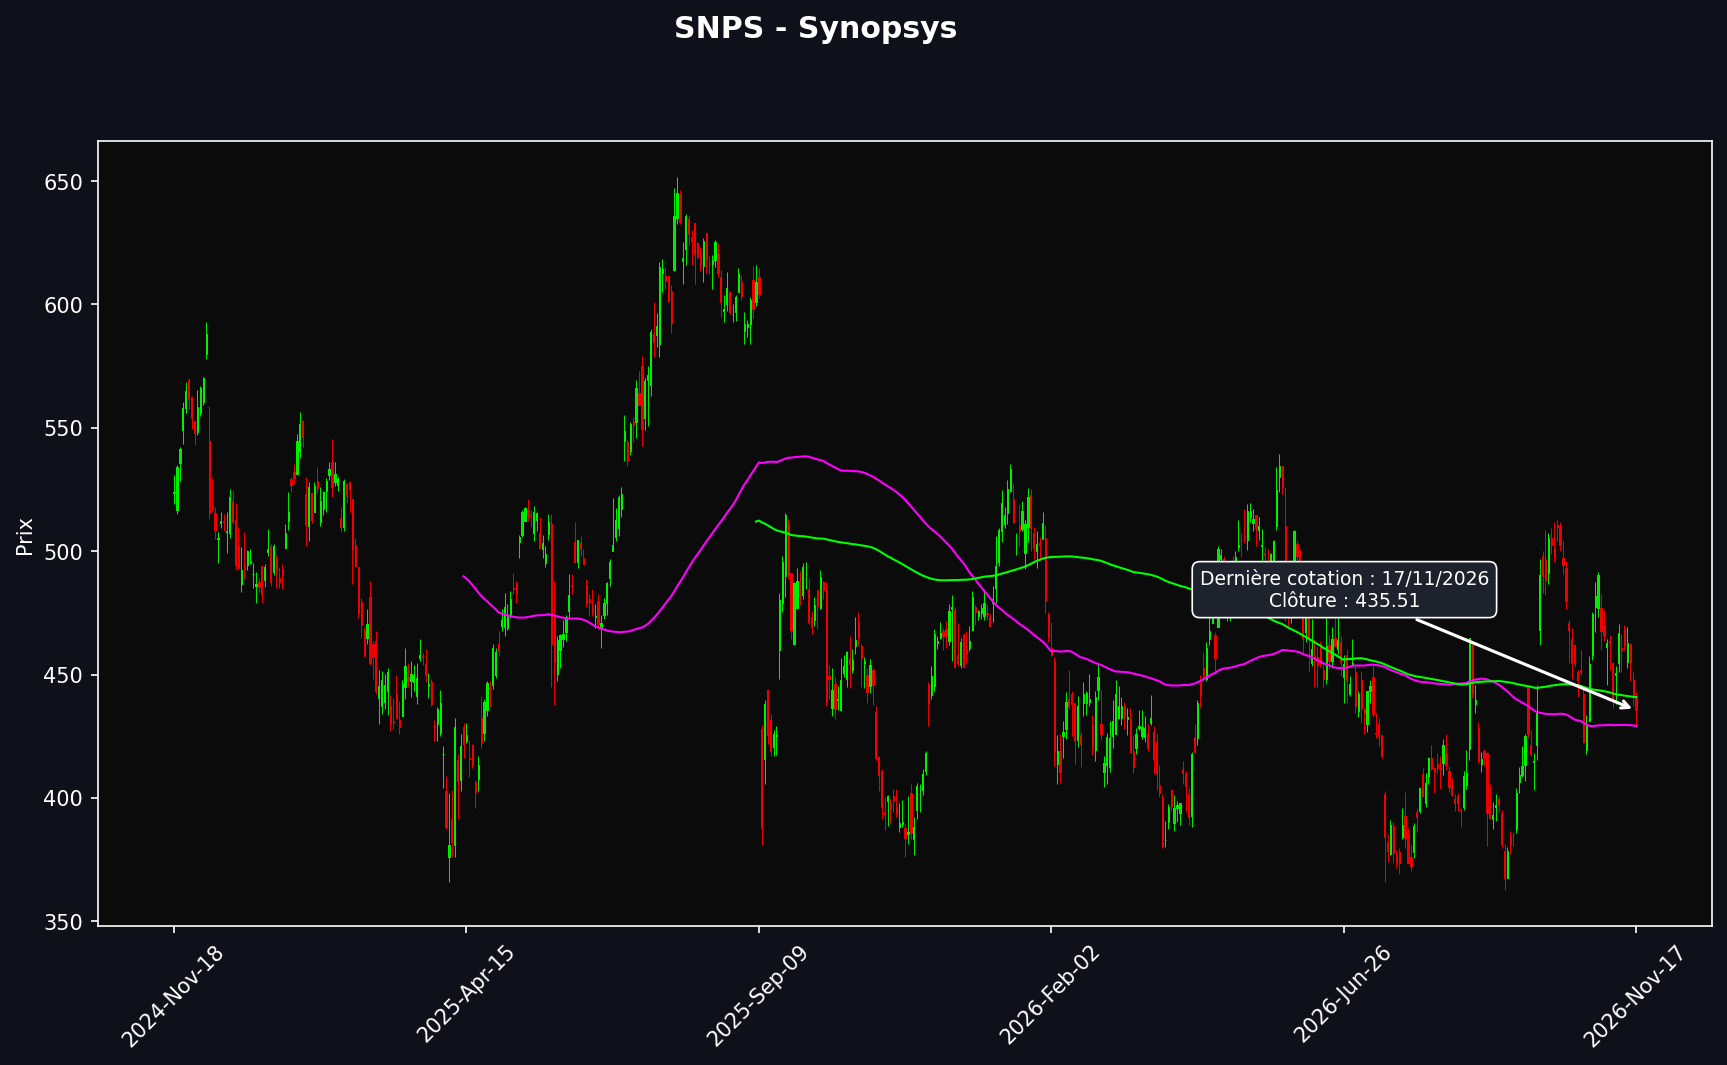 SNPS - Synopsys
Prix
650
600
550
500
450
400
350
Dernière cotation : 17/11/2026
Clôture : 435.51
2024-Nov-18
2025-Apr-15
2025-Sep-09
2026-Feb-02
2026-Jun-26
2026-Nov-17